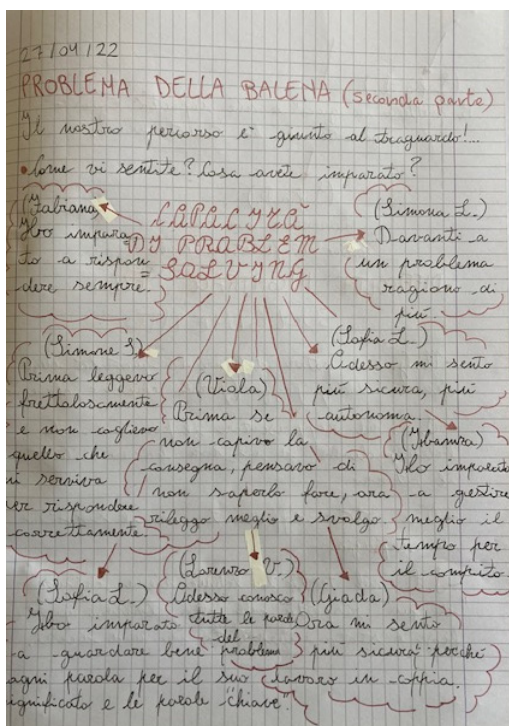 27/04/22
PROBLEMA DELLA BALENA (seconda parte)
Il nostro percorso è giunto al traguardo!...
• Come vi sentite? Cosa avete imparato?
CAPACITÀ
DI PROBLEM
SOLVING
(Fabiana)
Ho impara
to a rispon
dere sempre.
(Simona L.)
Davanti a
un problema
ragiono di
più.
(Simone S.)
Prima leggevo
frettolosamente
e non coglievo
quello che
mi serviva
per rispondere
correttamente.
(Viola)
Prima se
non capivo la
consegna, pensavo di
non saperlo fare, ora
rileggo meglio e svolgo.
(Sofia L.)
Adesso mi sento
più sicura, più
autonoma.
(Hamza)
Ho imparato
a gestire
meglio il
tempo per
il compito.
(Sofia L.)
Ho imparato
a guardare bene
ogni parola per il suo
significato e le parole "chiave".
(Lorenzo V.)
Adesso conosco
tutte le parole
del
problema
(Giada)
Ora mi sento
più sicura perché
lavoro in coppia.